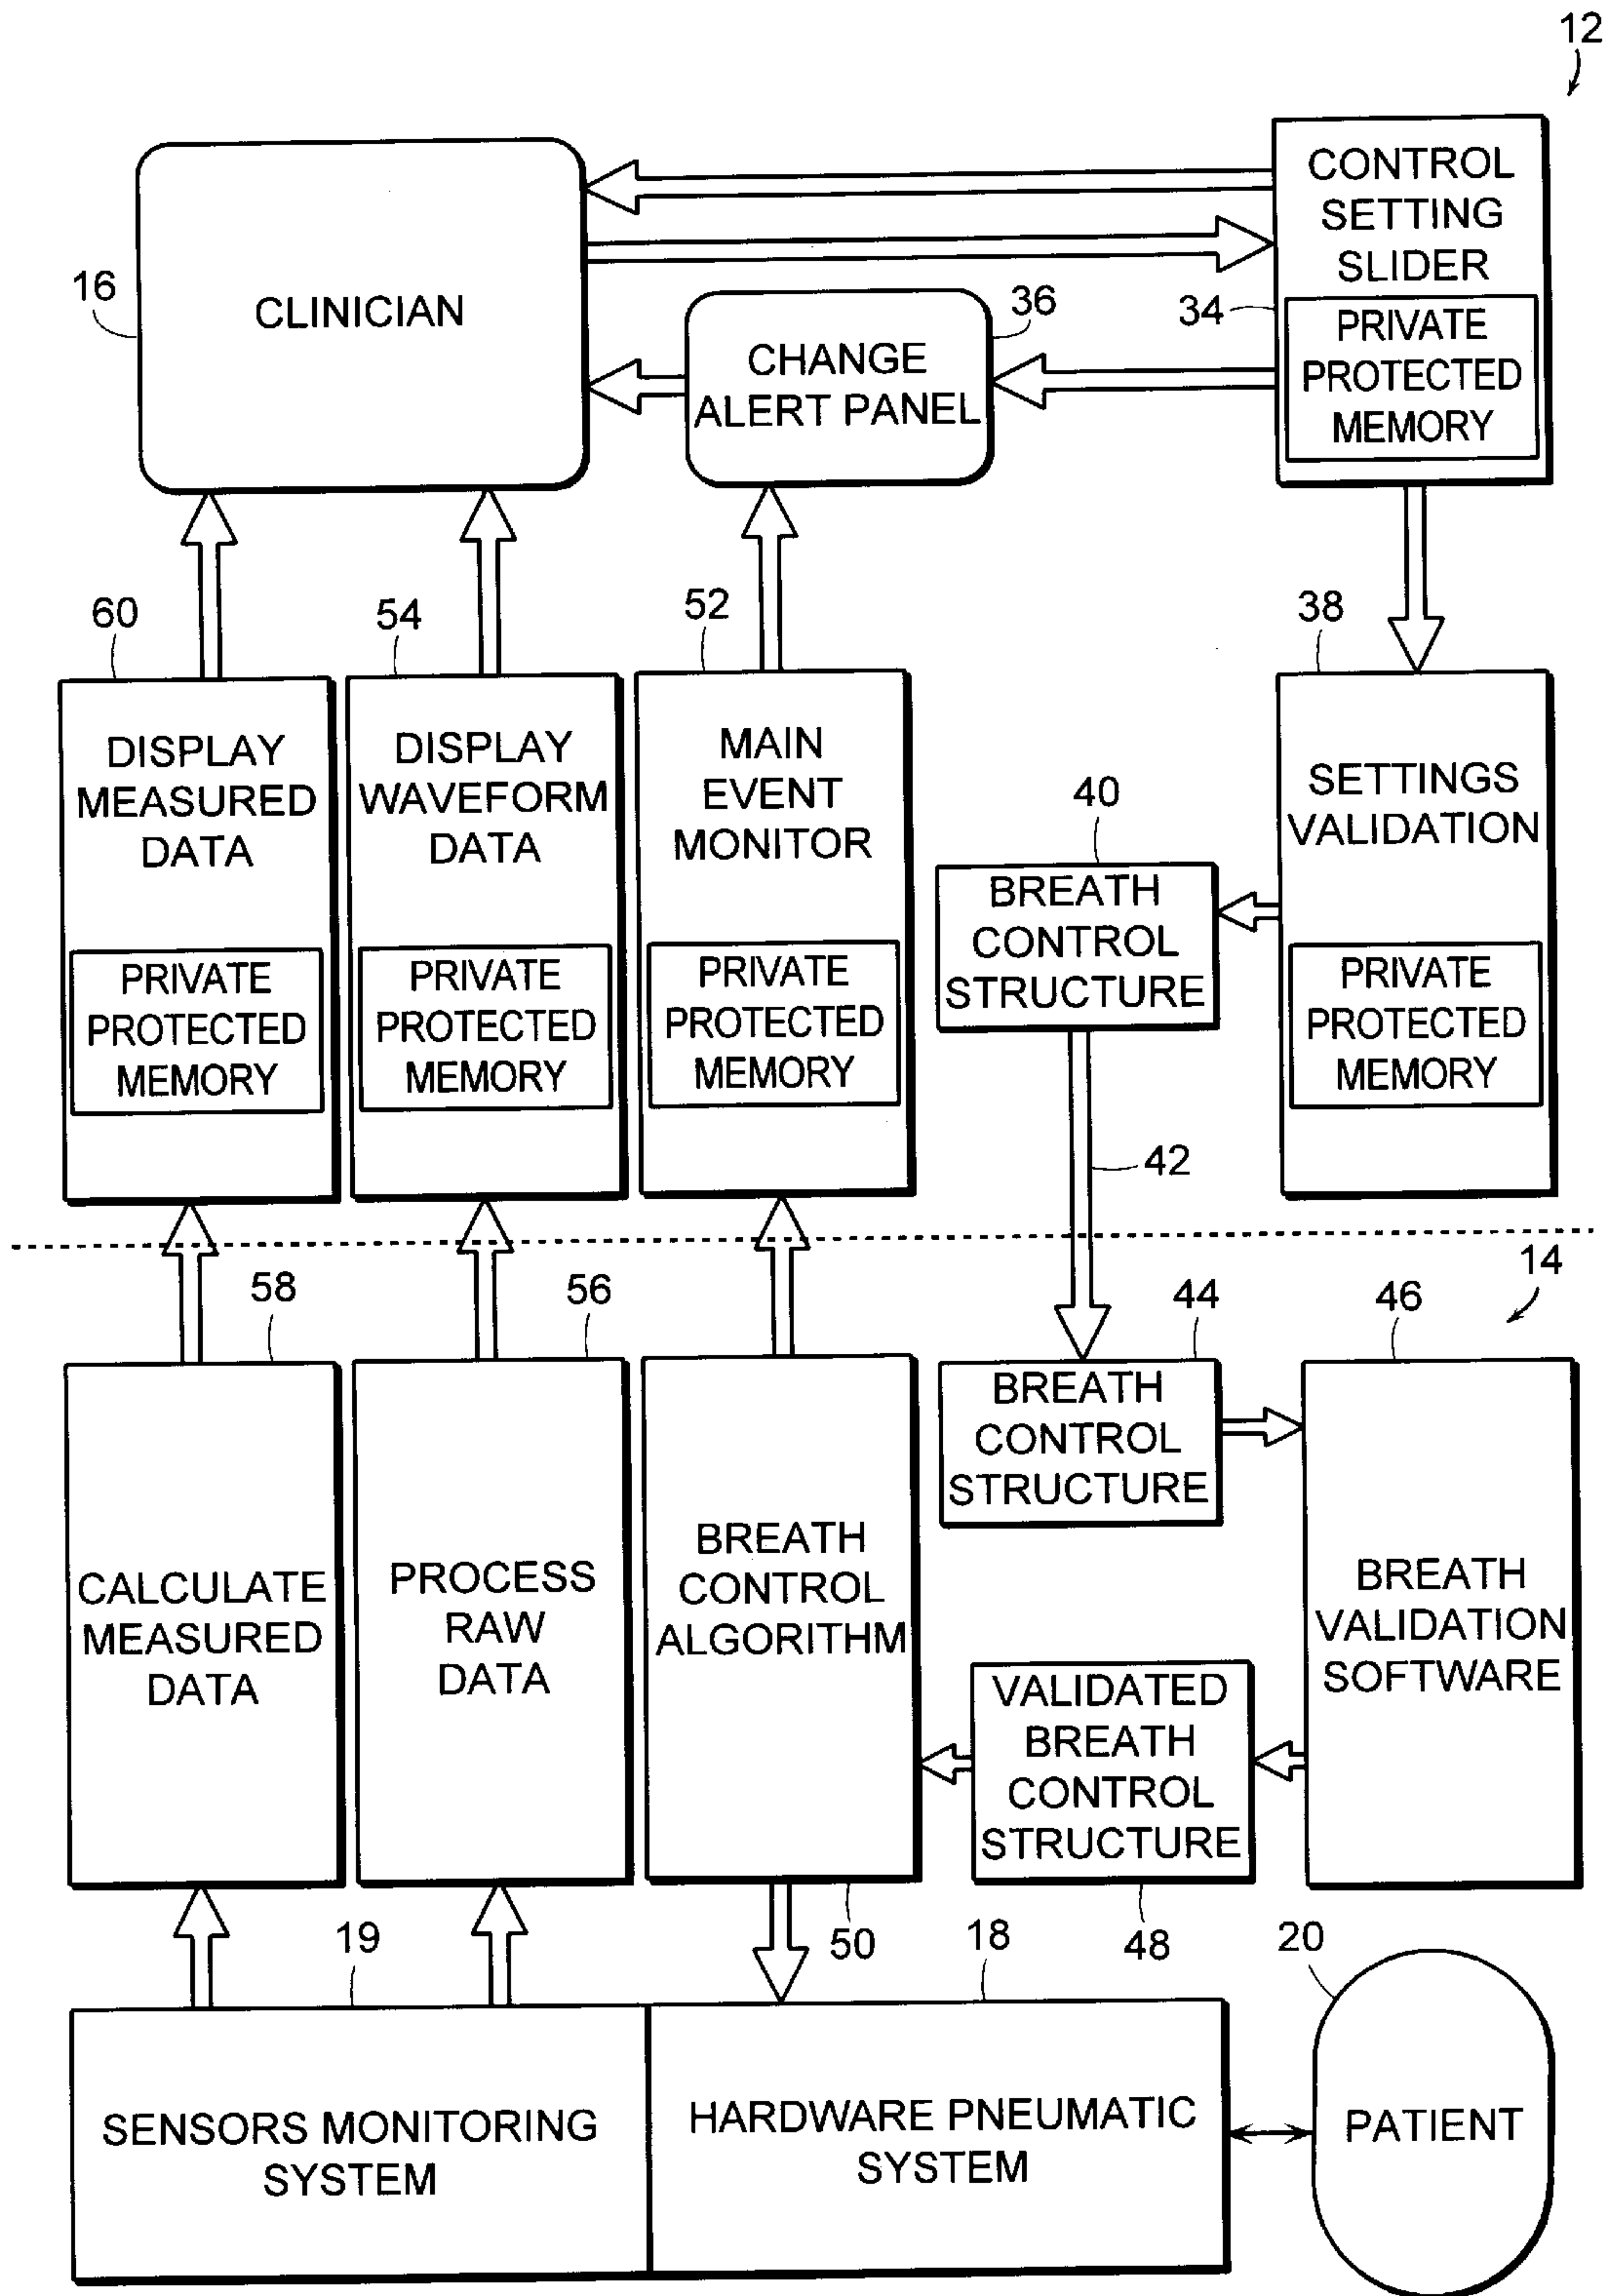 12
CONTROL
SETTING
SLIDER
34
PRIVATE
PROTECTED
MEMORY
16
CLINICIAN
36
CHANGE
ALERT PANEL
60
DISPLAY
MEASURED
DATA
PRIVATE
PROTECTED
MEMORY
54
DISPLAY
WAVEFORM
DATA
PRIVATE
PROTECTED
MEMORY
52
MAIN
EVENT
MONITOR
PRIVATE
PROTECTED
MEMORY
40
BREATH
CONTROL
STRUCTURE
42
38
SETTINGS
VALIDATION
PRIVATE
PROTECTED
MEMORY
14
58
CALCULATE
MEASURED
DATA
56
PROCESS
RAW
DATA
BREATH
CONTROL
ALGORITHM
50
44
BREATH
CONTROL
STRUCTURE
46
BREATH
VALIDATION
SOFTWARE
VALIDATED
BREATH
CONTROL
STRUCTURE
48
19
SENSORS MONITORING
SYSTEM
18
HARDWARE PNEUMATIC
SYSTEM
20
PATIENT